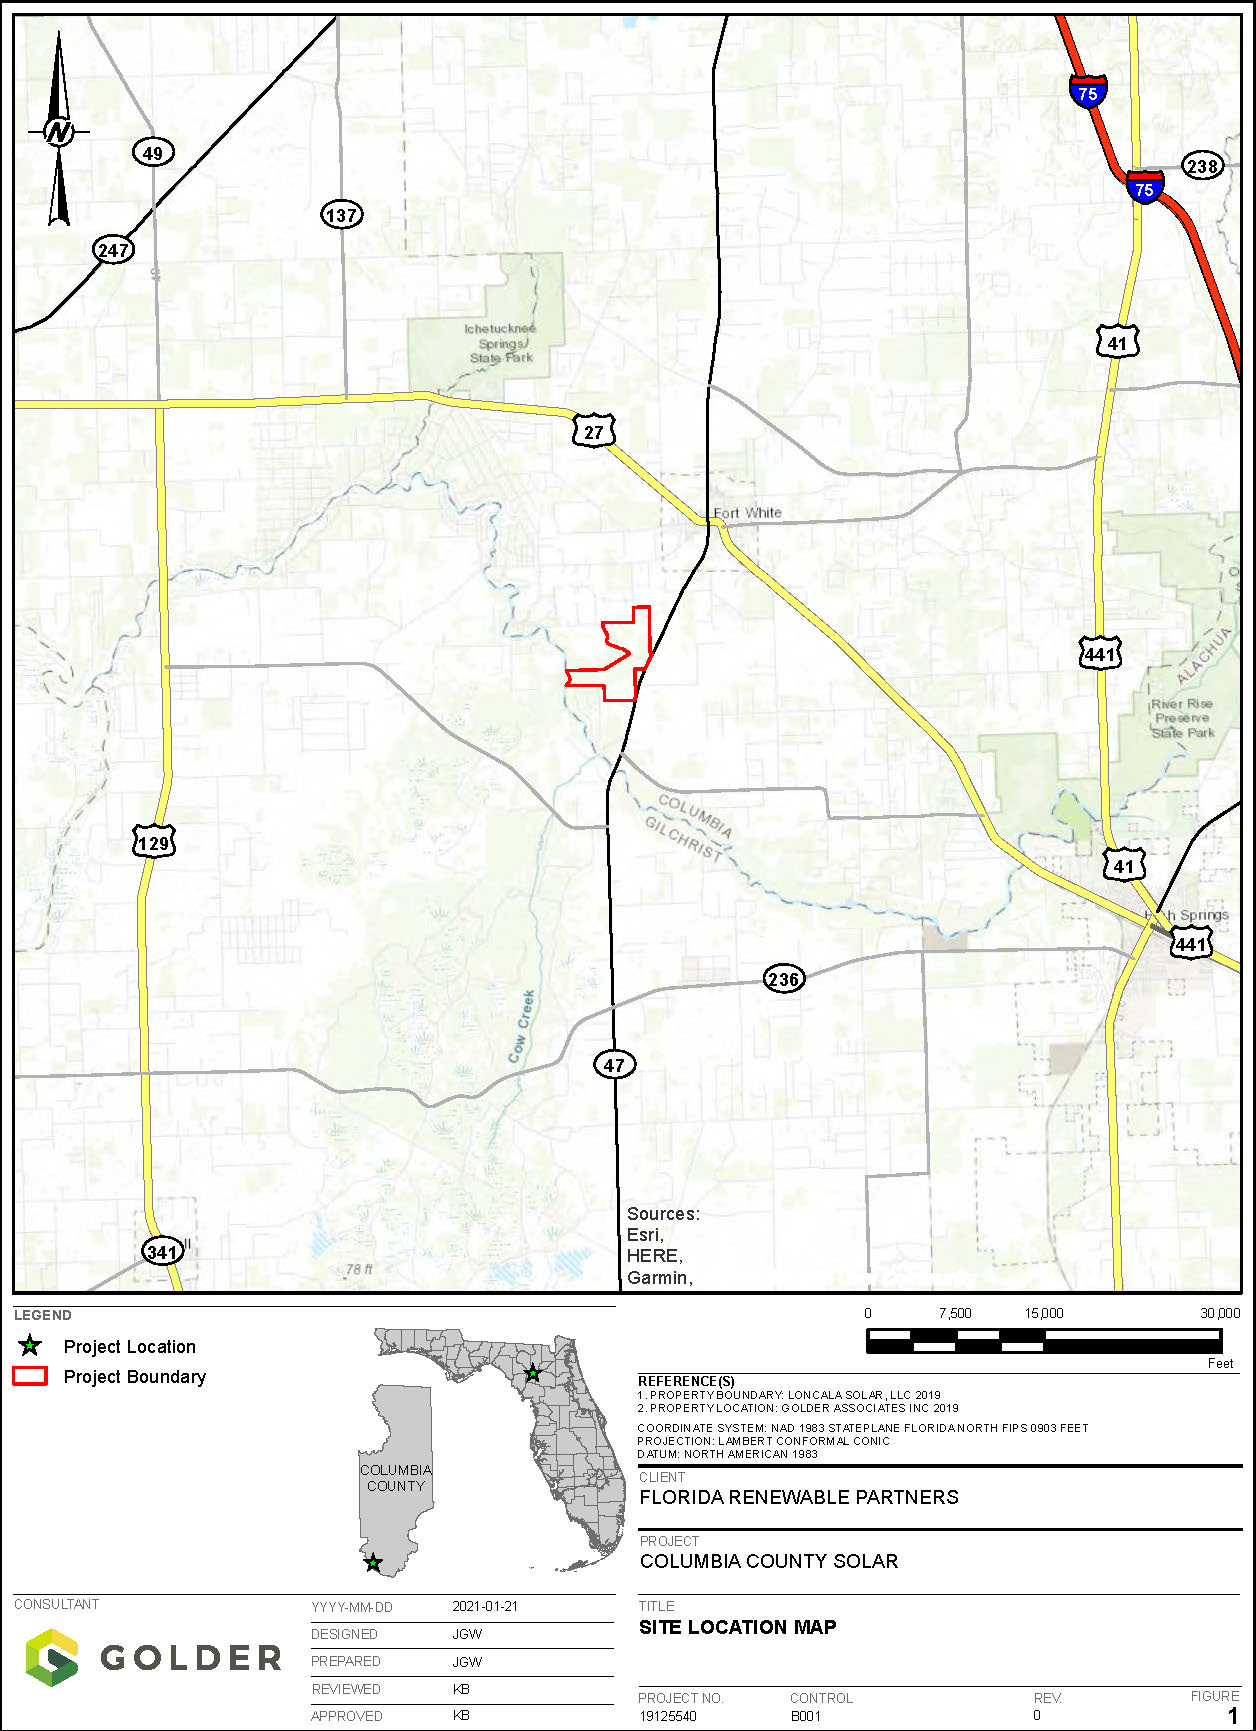 N
75
49
238
75
137
247
49
Ichetucknee
Springs
State Park
41
27
Fort White
441
ALACHUA
River Rise
Preserve
State Park
COLUMBIA
GILCHRIST
129
41
Springs
441
236
Cow Creek
47
Sources:
Esri,
HERE,
Garmin,
341
78 ft
LEGEND
Project Location
Project Boundary
COLUMBIA
COUNTY
0 7,500 15,000 30,000
Feet
REFERENCE(S)
1. PROPERTY BOUNDARY: LONCALA SOLAR, LLC 2019
2. PROPERTY LOCATION: GOLDER ASSOCIATES INC 2019
COORDINATE SYSTEM: NAD 1983 STATEPLANE FLORIDA NORTH FIPS 0903 FEET
PROJECTION: LAMBERT CONFORMAL CONIC
DATUM: NORTH AMERICAN 1983
CLIENT
FLORIDA RENEWABLE PARTNERS
PROJECT
COLUMBIA COUNTY SOLAR
CONSULTANT
GOLDER
YYYY-MM-DD 2021-01-21
DESIGNED JGW
PREPARED JGW
REVIEWED KB
APPROVED KB
TITLE
SITE LOCATION MAP
PROJECT NO. CONTROL REV. FIGURE
19125540 B001 0 1